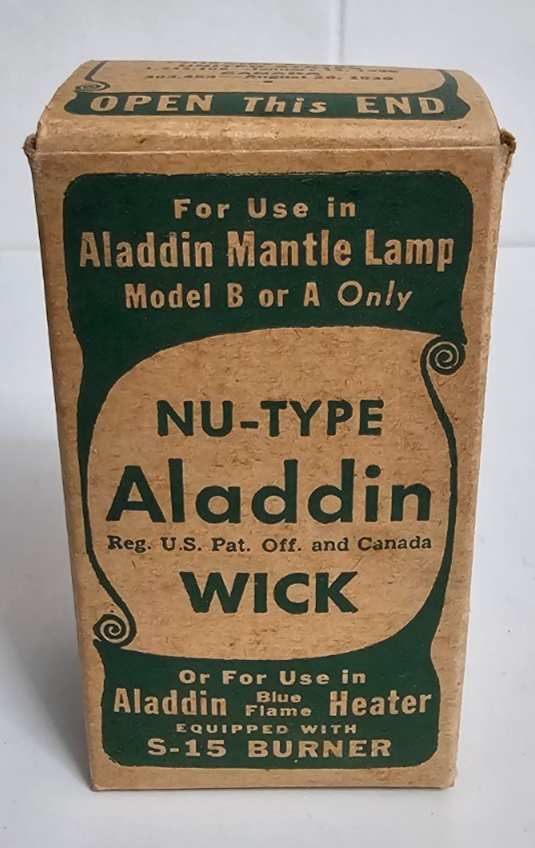 CANADA
OPEN This END
For Use in
Aladdin Mantle Lamp
Model B or A Only
NU-TYPE
Aladdin
Reg. U.S. Pat. Off. and Canada
WICK
Or For Use in
Aladdin Blue Flame Heater
EQUIPPED WITH
S-15 BURNER